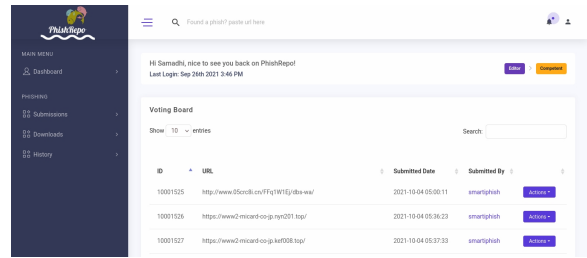 PhishRepo
Found a phish? paste url here
MAIN MENU
Dashboard
PHISHING
Submissions
Downloads
History
Hi Samadhi, nice to see you back on PhishRepo!
Last Login: Sep 26th 2021 3:46 PM
Editor
Competent
Voting Board
Show 10 entries
Search:
ID URL Submitted Date Submitted By
10001525 http://www.05crc8i.cn/FFq1W1Ej/dbs-wa/ 2021-10-04 05:00:11 smartiphish Actions
10001526 https://www2-micard-co-jp.nyn201.top/ 2021-10-04 05:36:23 smartiphish Actions
10001527 https://www2-micard-co-jp.kef008.top/ 2021-10-04 05:37:33 smartiphish Actions